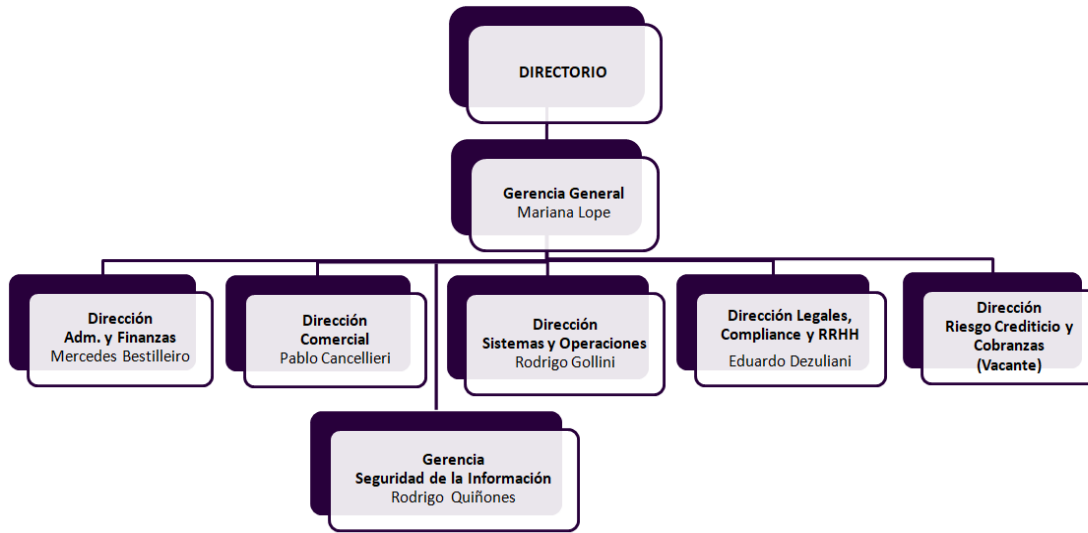 DIRECTORIO
Gerencia General
Mariana Lope
Dirección
Adm. y Finanzas
Mercedes Bestilleiro
Dirección
Comercial
Pablo Cancellieri
Dirección
Sistemas y Operaciones
Rodrigo Gollini
Dirección Legales,
Compliance y RRHH
Eduardo Dezuliani
Dirección
Riesgo Crediticio y
Cobranzas
(Vacante)
Gerencia
Seguridad de la Información
Rodrigo Quiñones